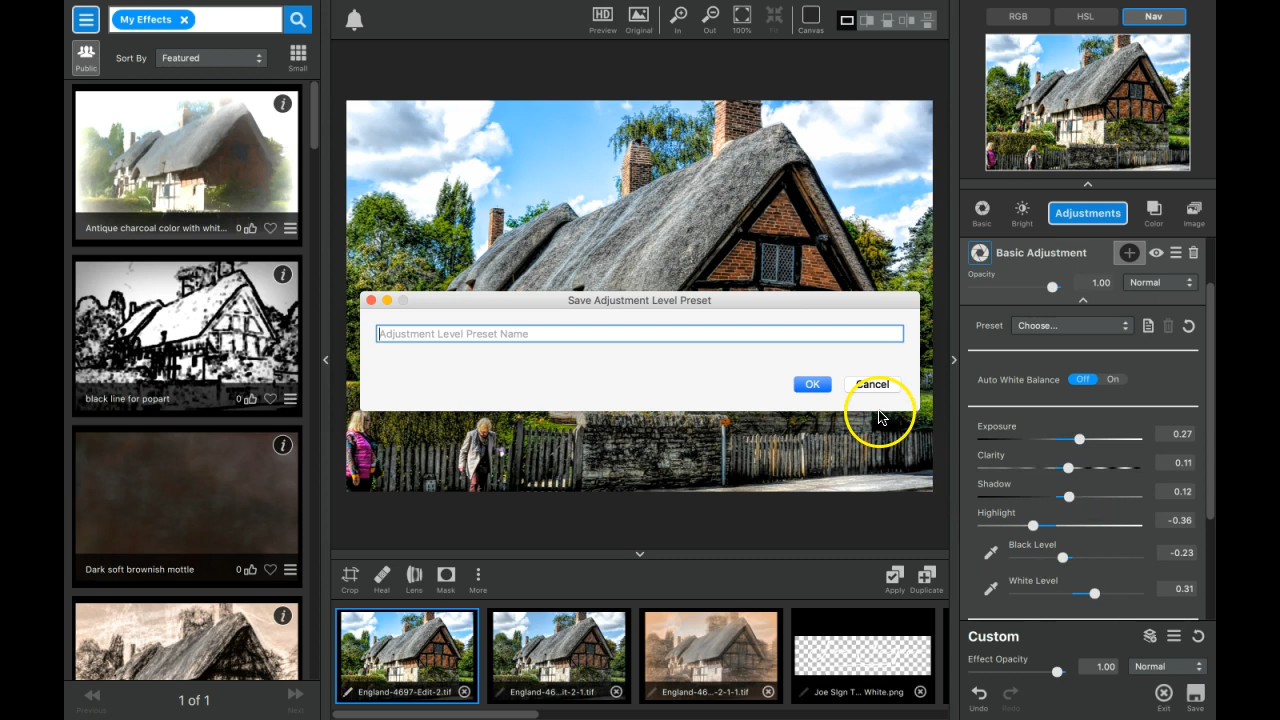 My Effects
Public
Sort By
Featured
Small
Antique charcoal color with whit...
0
black line for popart
0
Dark soft brownish mottle
0
Previous
1 of 1
Next
HD
Preview
Original
In
Out
100%
Fit
Canvas
Save Adjustment Level Preset
Adjustment Level Preset Name
OK
Cancel
Crop
Heal
Lens
Mask
More
Apply
Duplicate
England-4697-Edit-2.tif
England-46...it-2-1.tif
England-46...-2-1-1.tif
Joe SIgn T... White.png
RGB
HSL
Nav
Basic
Bright
Adjustments
Color
Image
Basic Adjustment
Opacity
1.00
Normal
Preset
Choose...
Auto White Balance
Off
On
Exposure
0.27
Clarity
0.11
Shadow
0.12
Highlight
-0.36
Black Level
-0.23
White Level
0.31
Custom
Effect Opacity
1.00
Normal
Undo
Redo
Exit
Save